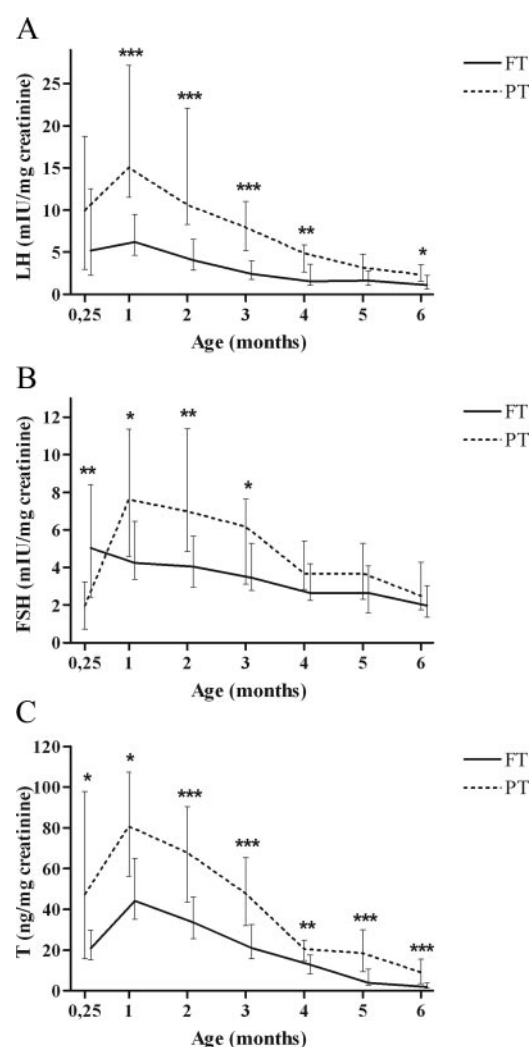 A
***
***
***
**
*
FT
PT
25
20
15
10
5
0
LH (mIU/mg creatinine)
0,25 1 2 3 4 5 6
Age (months)
B
**
*
**
*
FT
PT
12
10
8
6
4
2
0
FSH (mIU/mg creatinine)
0,25 1 2 3 4 5 6
Age (months)
C
*
*
***
***
**
***
***
FT
PT
120
100
80
60
40
20
0
T (ng/mg creatinine)
0,25 1 2 3 4 5 6
Age (months)